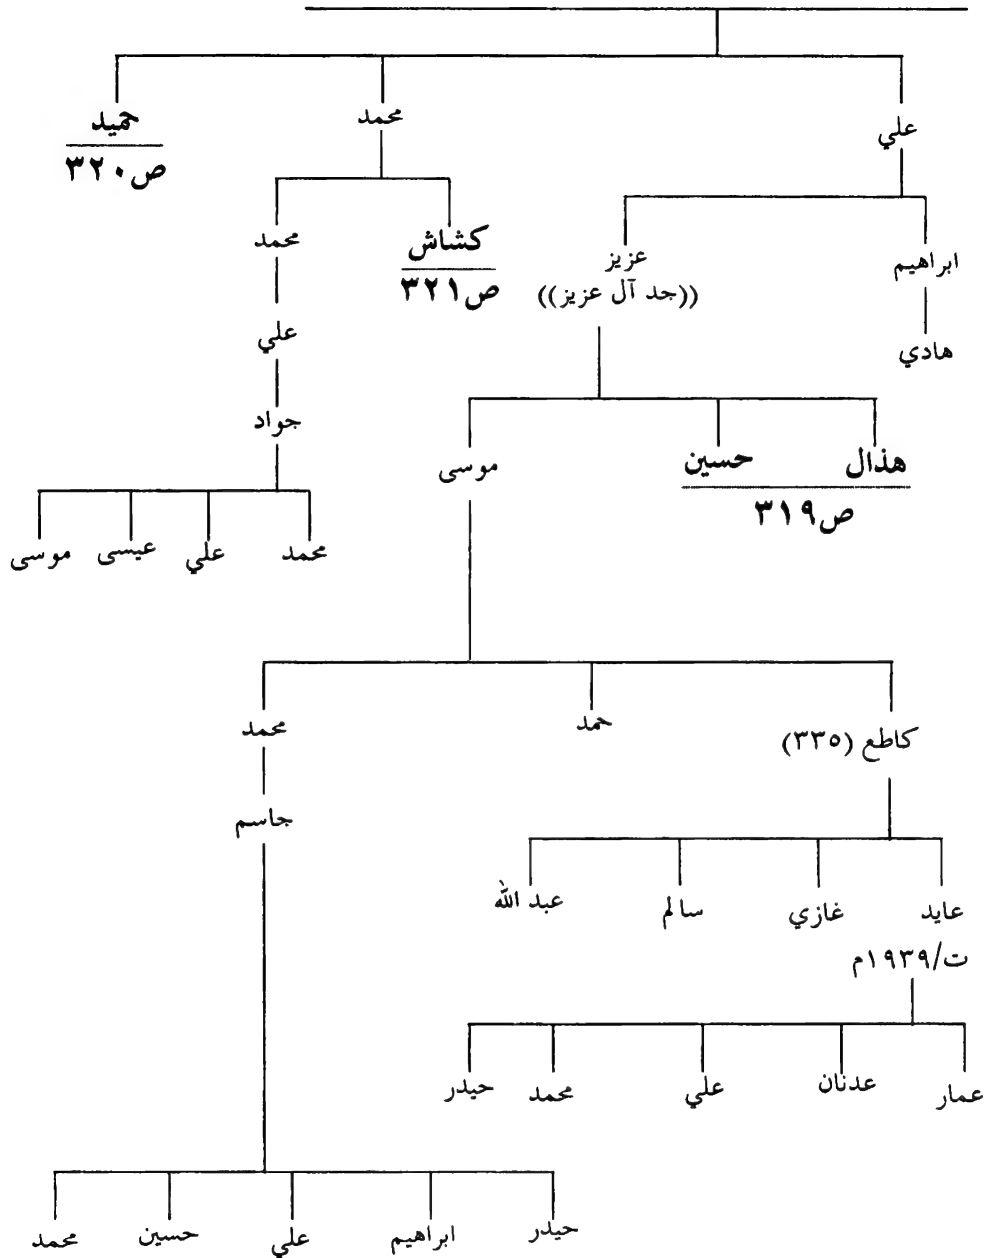 علي محمد حميد
ص٣٢٠
ابراهيم عزيز كشاش محمد
((جد آل عزيز)) ص٣٢١
هادي علي
جواد
هذال حسين موسى
ص٣١٩
محمد علي عيسى موسى
كاطع (٣٣٥) حمد محمد
جاسم
عايد غازي سالم عبد الله
ت/١٩٣٩م
عمار عدنان علي محمد حيدر
حيدر ابراهيم علي حسين محمد